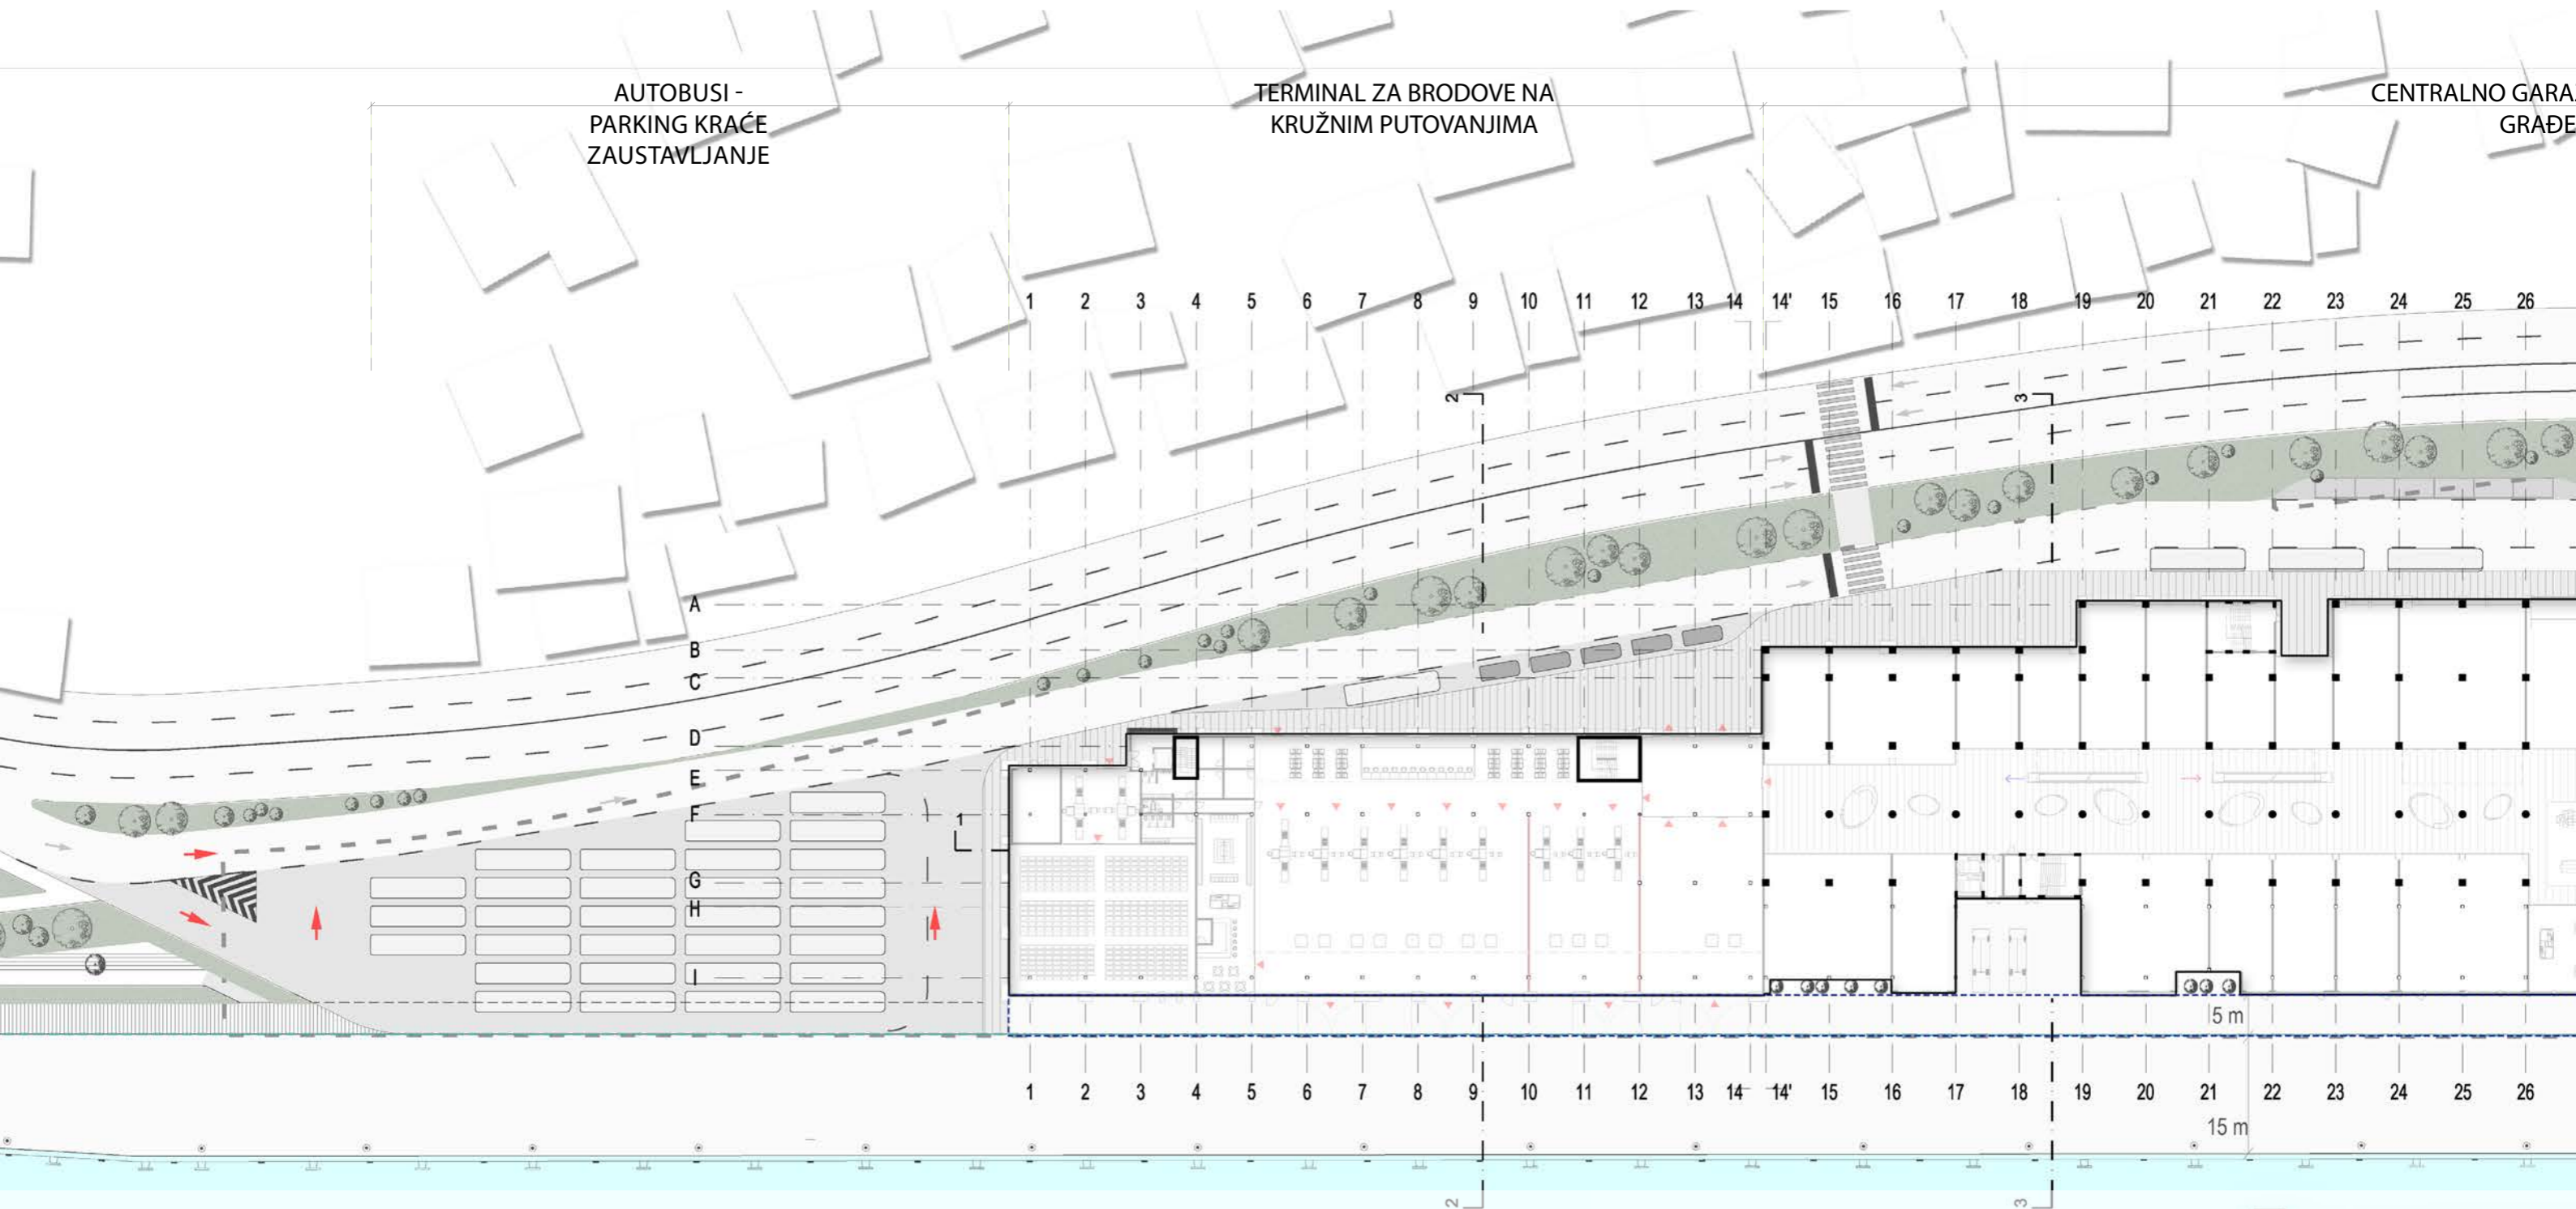 AUTOBUSI -
PARKING KRAĆE
ZAUSTAVLJANJE
TERMINAL ZA BRODOVE NA
KRUŽNIM PUTOVANJIMA
CENTRALNO GARA
GRAĐE
1 2 3 4 5 6 7 8 9 10 11 12 13 14 14' 15 16 17 18 19 20 21 22 23 24 25 26
2
3
A
B
C
D
E
F
1
G
H
I
5 m
1 2 3 4 5 6 7 8 9 10 11 12 13 14 14' 15 16 17 18 19 20 21 22 23 24 25 26
15 m
2
3